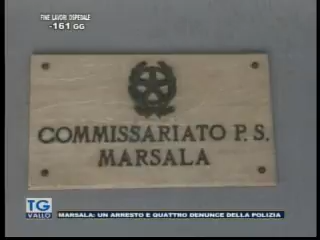 FINE LAVORI OSPEDALE
-161 GG
COMMISSARIATO P. S.
MARSALA
TG
VALLO
MARSALA: UN ARRESTO E QUATTRO DENUNCE DELLA POLIZIA